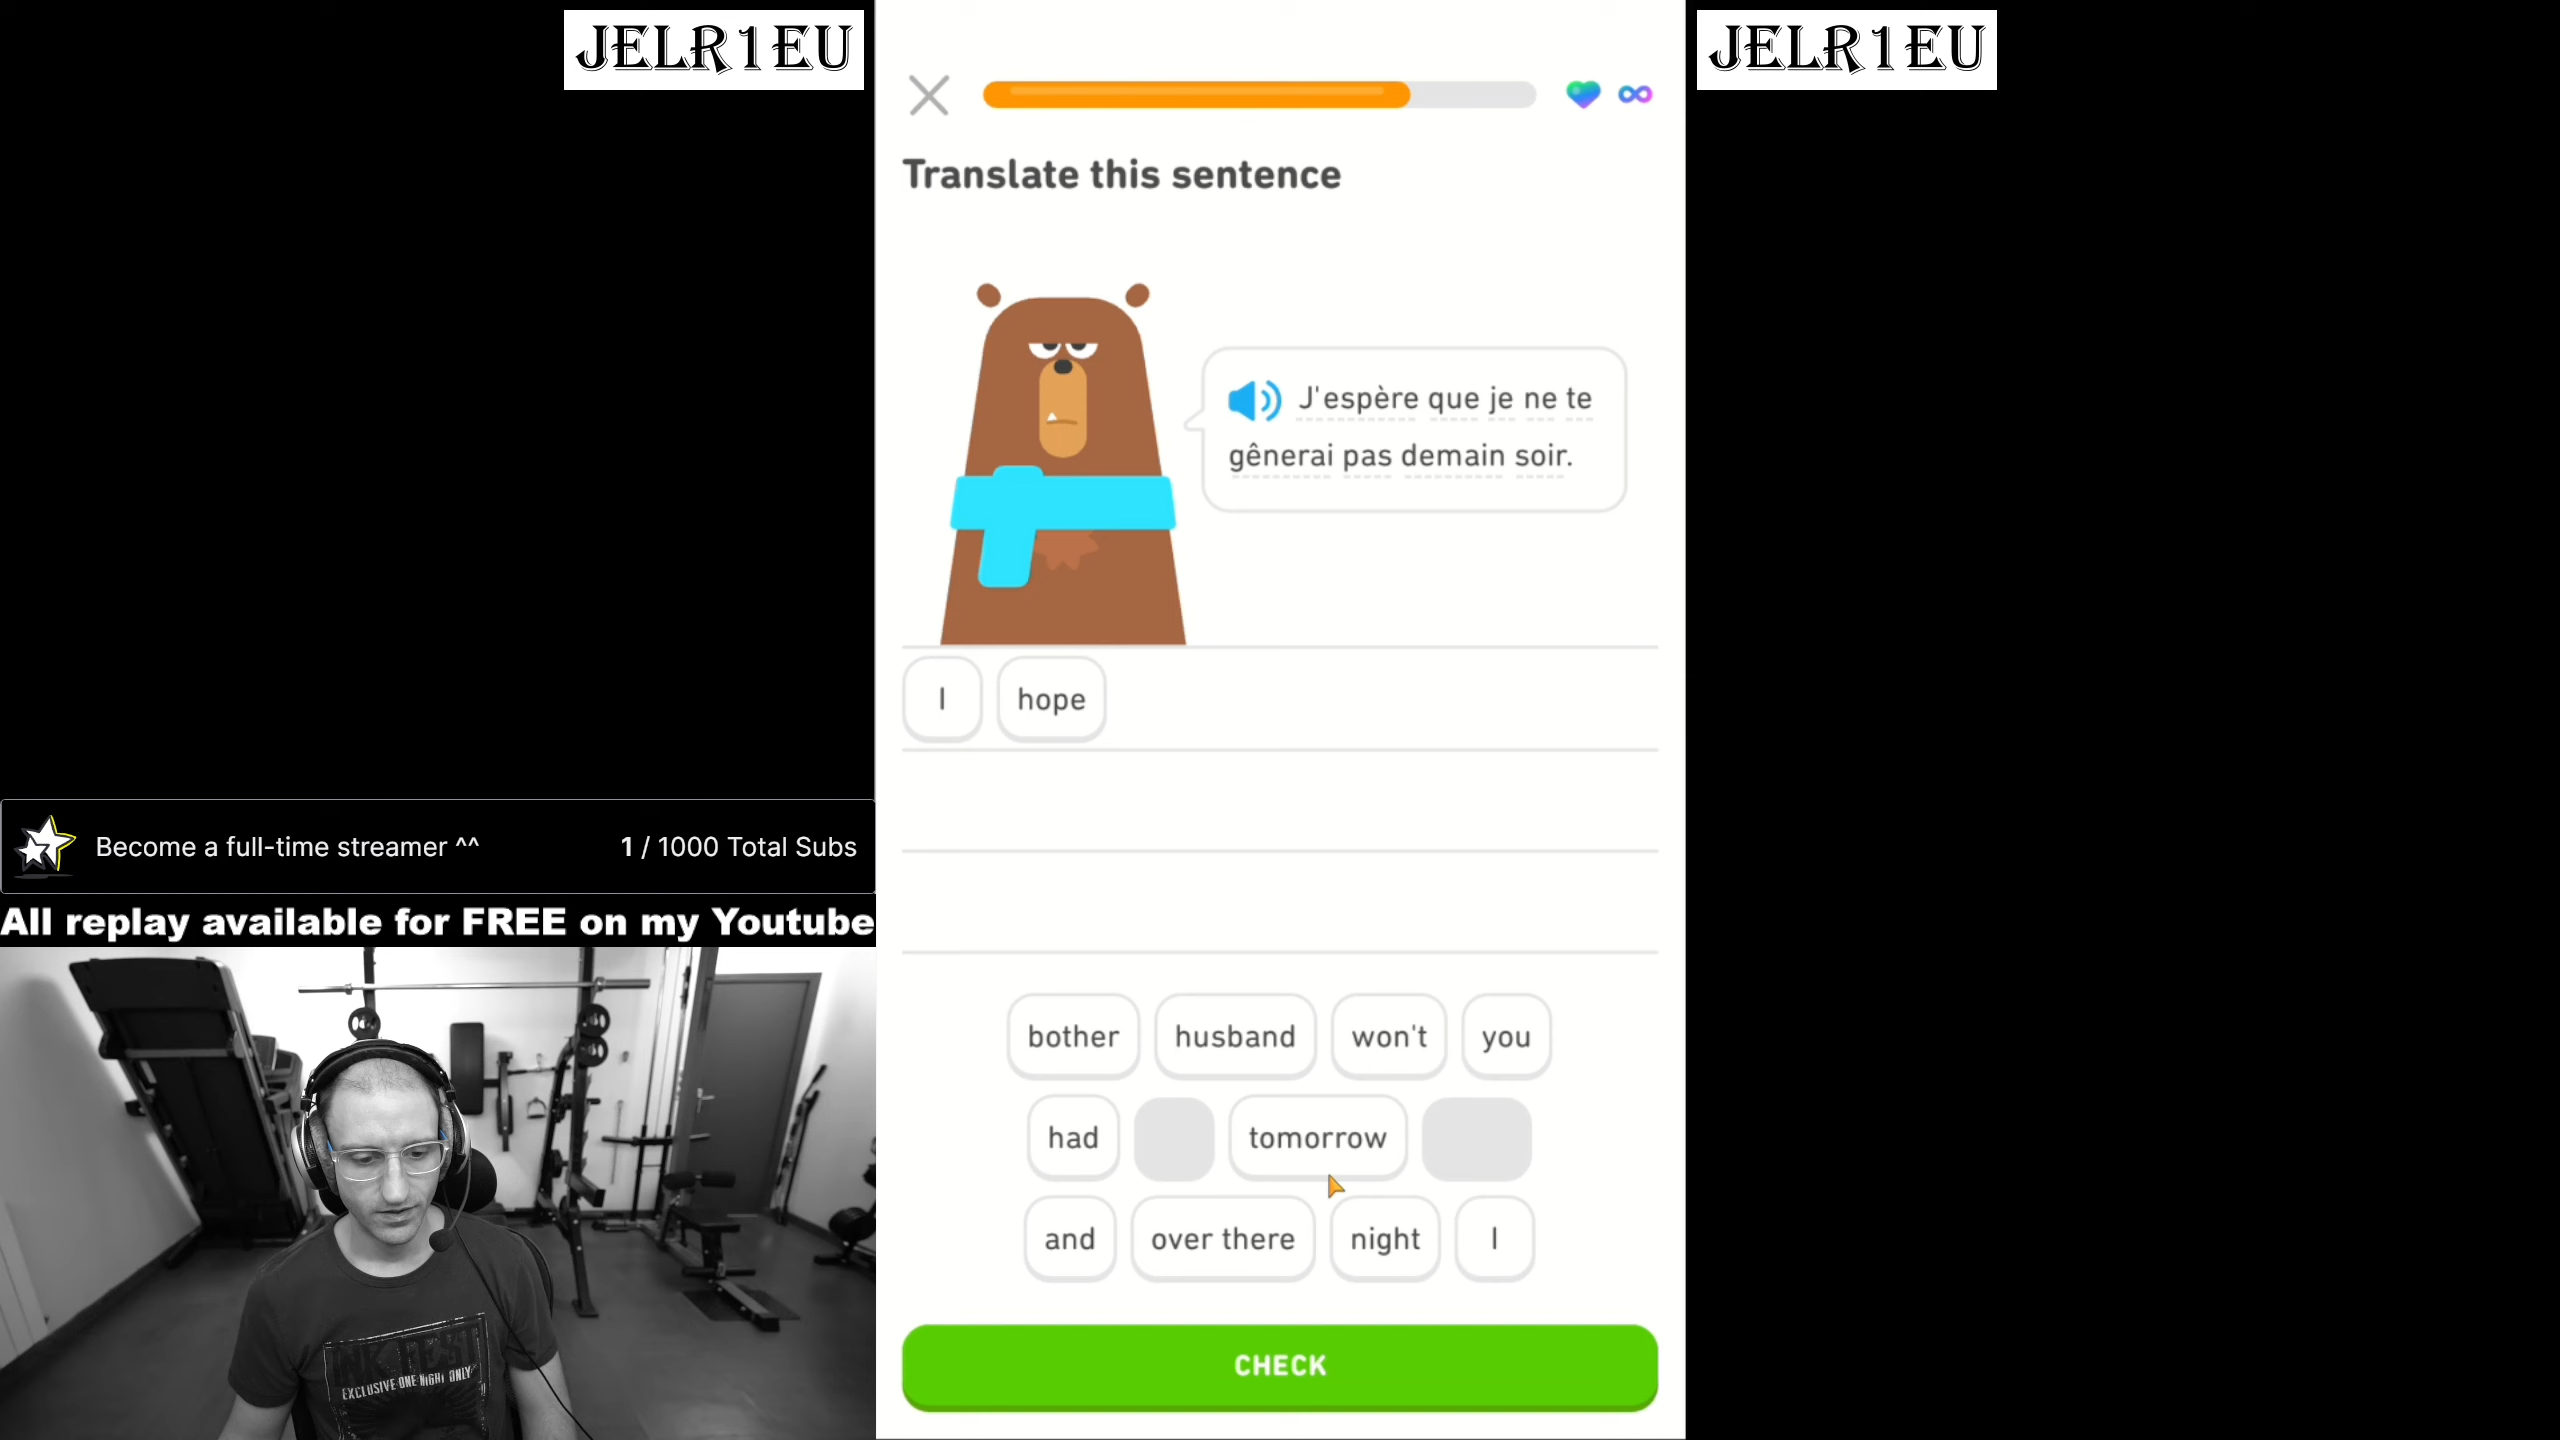 JELR1EU
JELR1EU
Translate this sentence
J'espère que je ne te
gênerai pas demain soir.
I hope
bother husband won't you
had tomorrow
and over there night I
CHECK
Become a full-time streamer ^^ 1 / 1000 Total Subs
All replay available for FREE on my Youtube
INK FEST
EXCLUSIVE ONE NIGHT ONLY